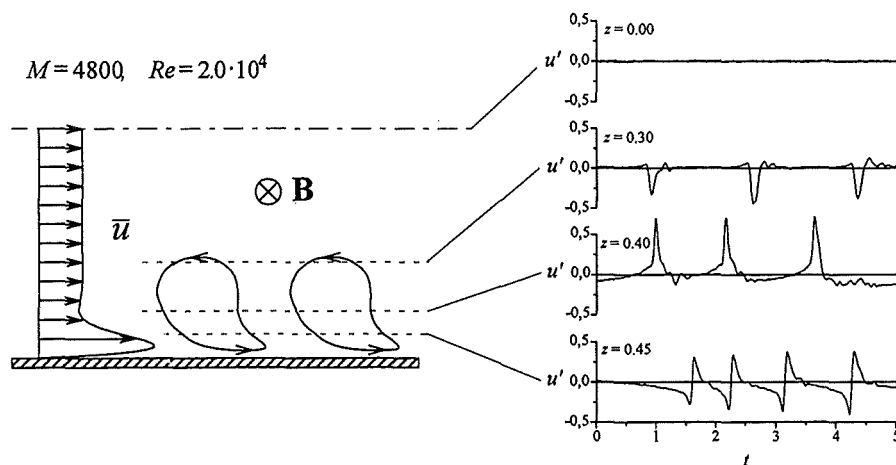 M = 4800, Re = 2.0·10⁴
B
ū
0,5
u' 0,0
-0,5
z = 0.00
0,5
u' 0,0
-0,5
z = 0.30
0,5
u' 0,0
-0,5
z = 0.40
0,5
u' 0,0
-0,5
z = 0.45
0 1 2 3 4 5
t